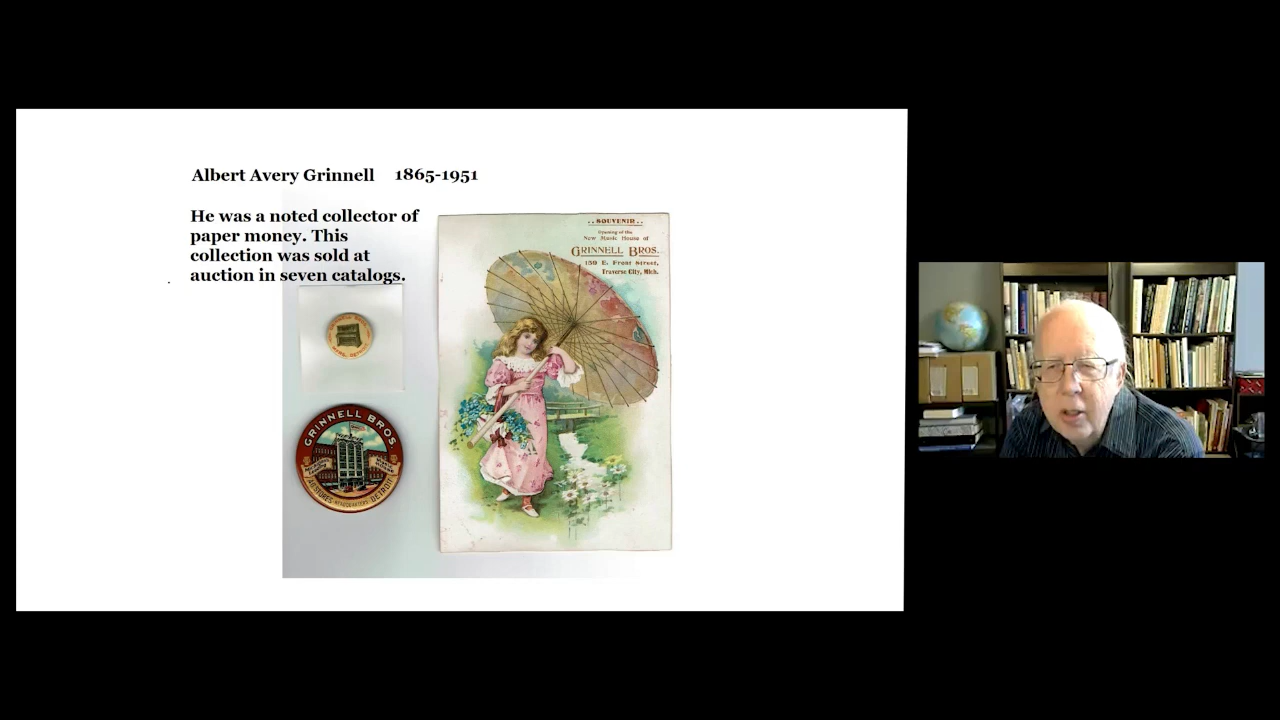 Albert Avery Grinnell 1865-1951
He was a noted collector of
paper money. This
collection was sold at
auction in seven catalogs.
..SOUVENIR..
Opening of the
New Music House of
GRINNELL BROS.
150 E. Front Street,
Traverse City, Mich.
GRINNELL BROS
HEADQUARTERS
DETROIT